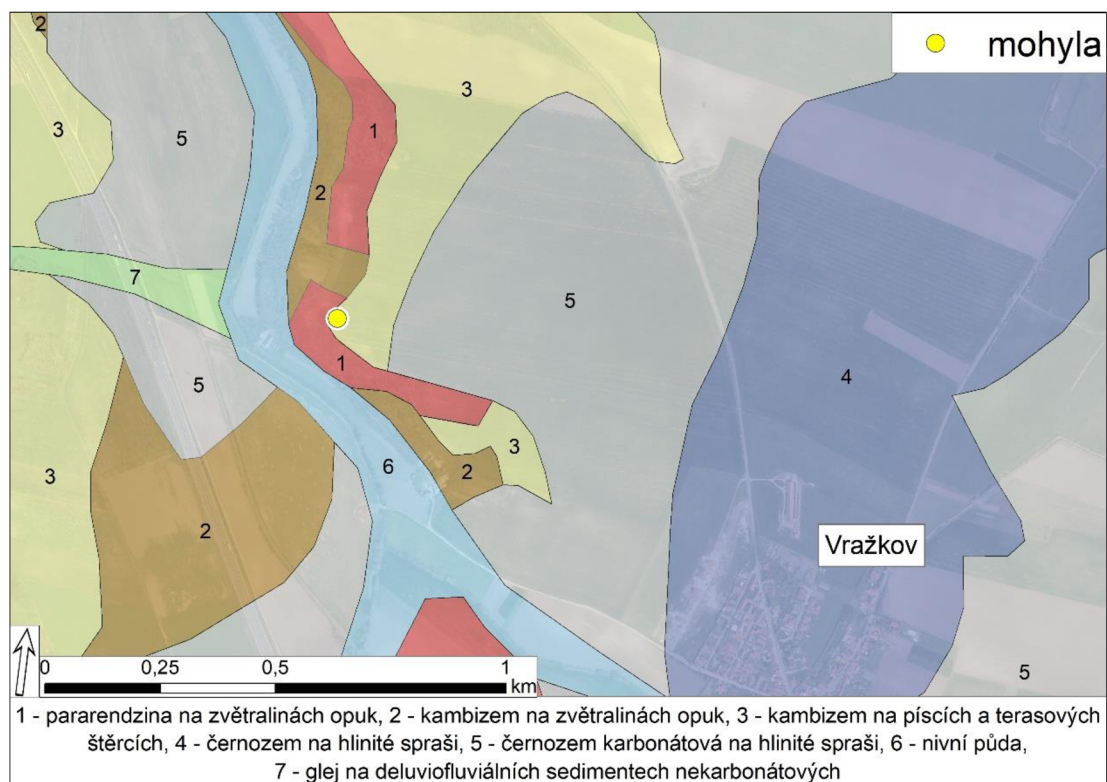 mohyla
2
3
5
1
3
2
7
5
5
4
1
3
6
2
3
2
Vražkov
5
0 0,25 0,5 1
km
1 - pararendzina na zvětralinách opuk, 2 - kambizem na zvětralinách opuk, 3 - kambizem na píscích a terasových
štěrcích, 4 - černozem na hlinité spraši, 5 - černozem karbonátová na hlinité spraši, 6 - nivní půda,
7 - glej na deluviofluviálních sedimentech nekarbonátových